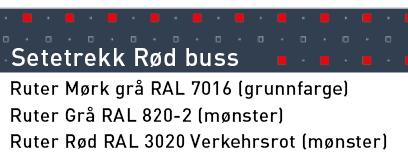 Setetrekk Rød buss
Ruter Mørk grå RAL 7016 (grunnfarge)
Ruter Grå RAL 820-2 (mønster)
Ruter Rød RAL 3020 Verkehrsrot (mønster)